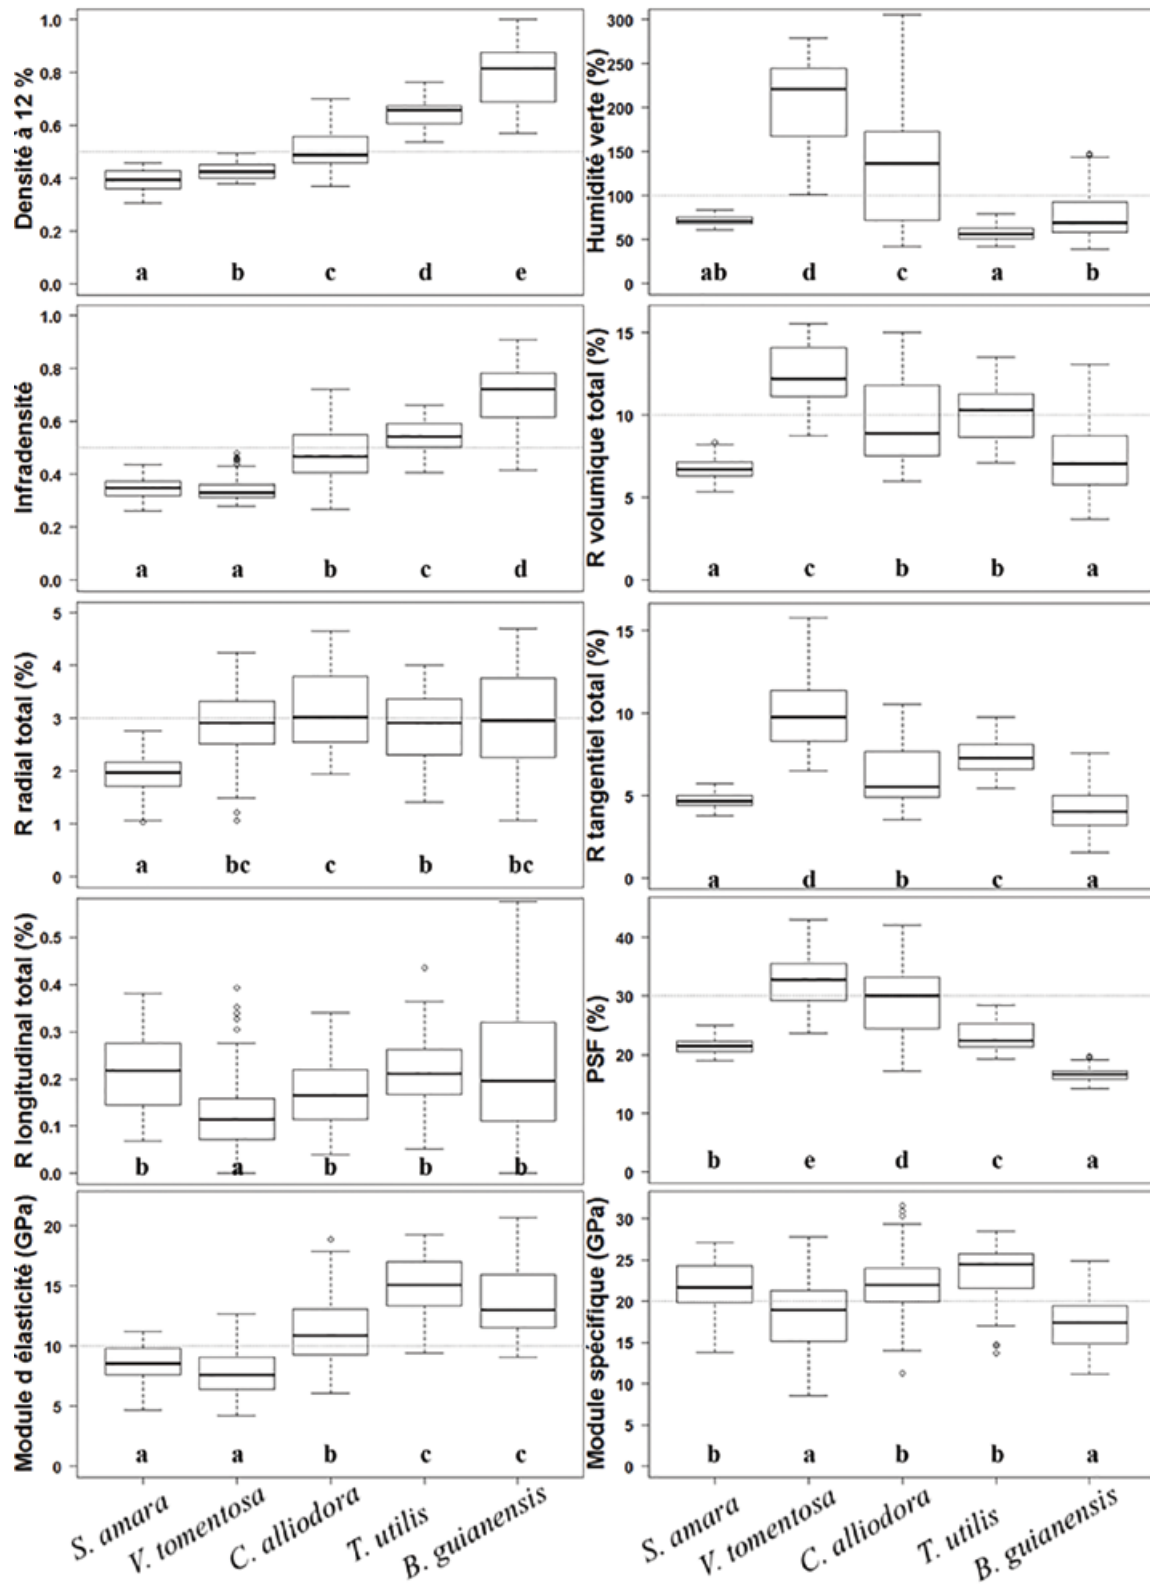 Densité à 12 %
1.0
0.8
0.6
0.4
0.2
0.0
a b c d e
Humidité verte (%)
300
250
200
150
100
50
0
ab d c a b
Infradensité
1.0
0.8
0.6
0.4
0.2
0.0
a a b c d
R volumique total (%)
15
10
5
0
a c b b a
R radial total (%)
5
4
3
2
1
0
a bc c b bc
R tangentiel total (%)
15
10
5
0
a d b c a
R longitudinal total (%)
0.5
0.4
0.3
0.2
0.1
0.0
b a b b b
PSF (%)
40
30
20
10
0
b e d c a
Module d élasticité (GPa)
20
15
10
5
0
a a b c c
Module spécifique (GPa)
30
25
20
15
10
5
0
b a b b a
S. amara
V. tomentosa
C. alliodora
T. utilis
B. guianensis
S. amara
V. tomentosa
C. alliodora
T. utilis
B. guianensis